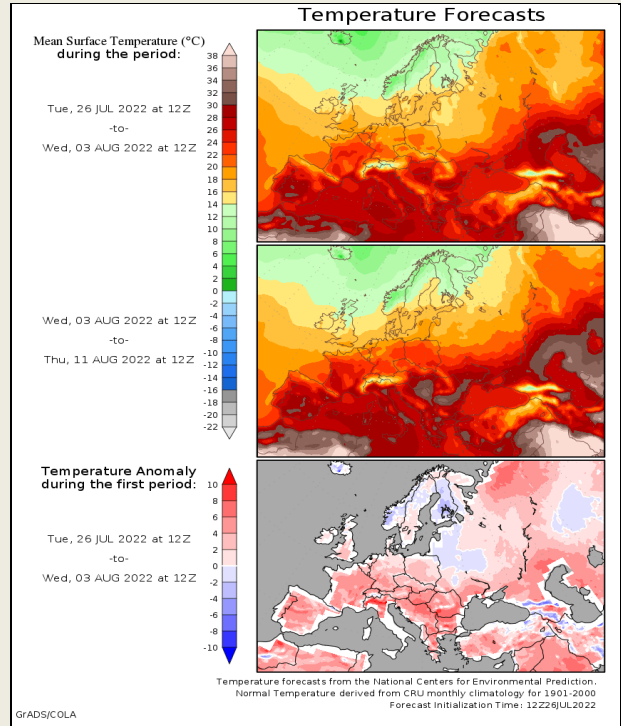 Temperature Forecasts
Mean Surface Temperature (°C)
during the period:
38
36
34
32
30
28
26
24
22
20
18
16
14
12
10
8
6
4
2
0
-2
-4
-6
-8
-10
-12
-14
-16
-18
-20
-22
Tue, 26 JUL 2022 at 12Z
-to-
Wed, 03 AUG 2022 at 12Z
Wed, 03 AUG 2022 at 12Z
-to-
Thu, 11 AUG 2022 at 12Z
Temperature Anomaly
during the first period:
10
8
6
4
2
0
-2
-4
-6
-8
-10
Tue, 26 JUL 2022 at 12Z
-to-
Wed, 03 AUG 2022 at 12Z
Temperature forecasts from the National Centers for Environmental Prediction.
Normal Temperature derived from CRU monthly climatology for 1901-2000
Forecast Initialization Time: 12Z26JUL2022
GrADS/COLA